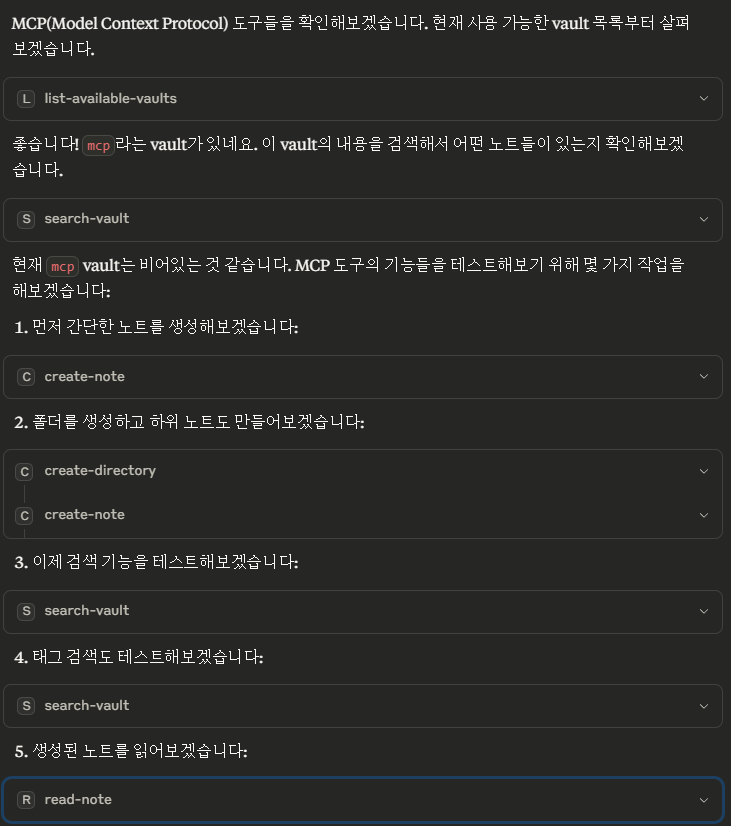 MCP(Model Context Protocol) 도구들을 확인해보겠습니다. 현재 사용 가능한 vault 목록부터 살펴
보겠습니다.
L list-available-vaults
좋습니다! mcp라는 vault가 있네요. 이 vault의 내용을 검색해서 어떤 노트들이 있는지 확인해보겠
습니다.
S search-vault
현재 mcp vault는 비어있는 것 같습니다. MCP 도구의 기능들을 테스트해보기 위해 몇 가지 작업을
해보겠습니다:
1. 먼저 간단한 노트를 생성해보겠습니다:
C create-note
2. 폴더를 생성하고 하위 노트도 만들어보겠습니다:
C create-directory
C create-note
3. 이제 검색 기능을 테스트해보겠습니다:
S search-vault
4. 태그 검색도 테스트해보겠습니다:
S search-vault
5. 생성된 노트를 읽어보겠습니다:
R read-note